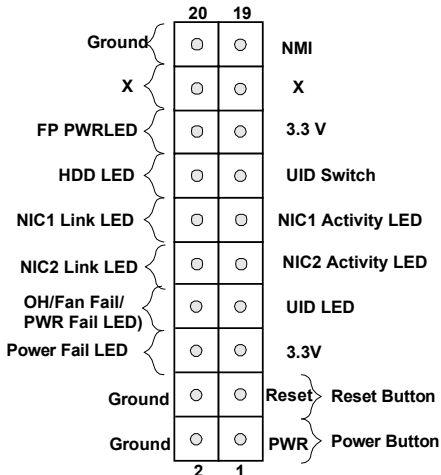 20 19
Ground NMI
X X
FP PWRLED 3.3 V
HDD LED UID Switch
NIC1 Link LED NIC1 Activity LED
NIC2 Link LED NIC2 Activity LED
OH/Fan Fail/
PWR Fail LED) UID LED
Power Fail LED 3.3V
Ground Reset Reset Button
Ground PWR Power Button
2 1